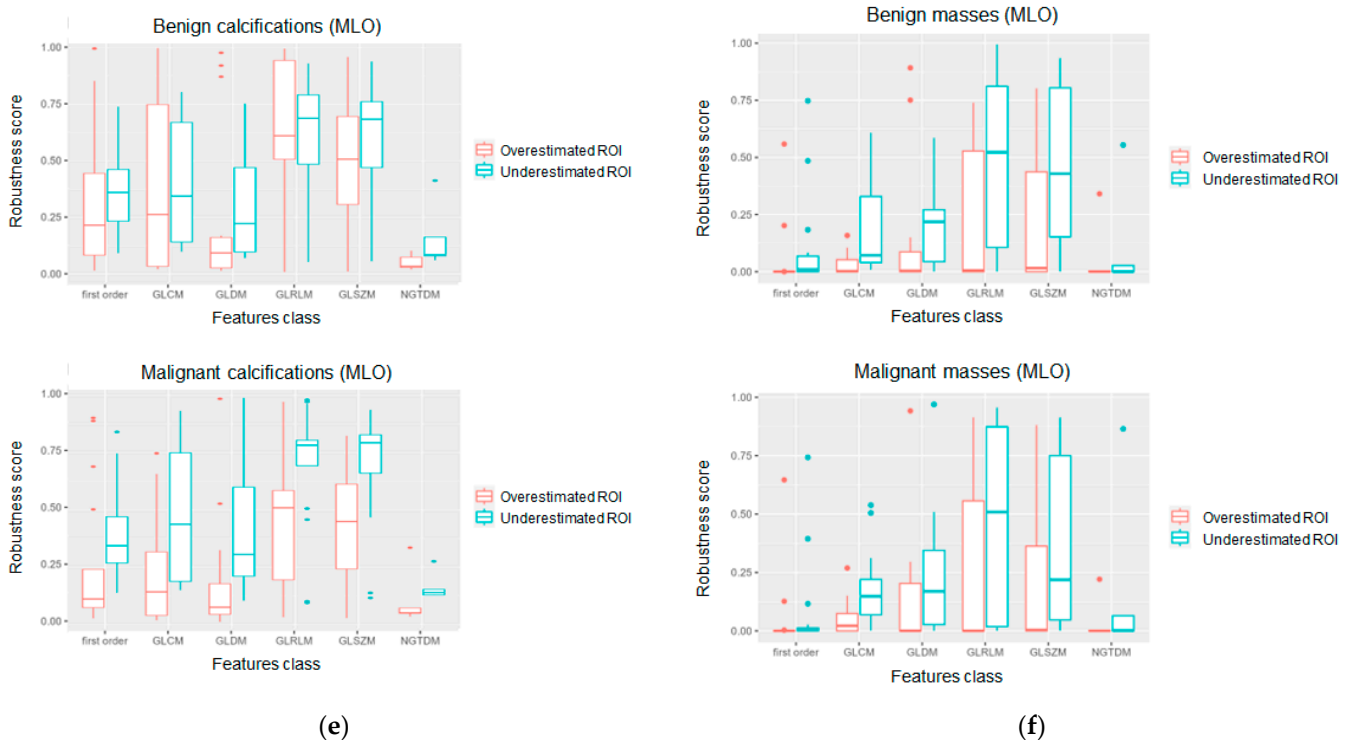 Benign calcifications (MLO)
1.00
0.75
0.50
0.25
0.00
Robustness score
first order GLCM GLDM GLRLM GLSZM NGTDM
Features class
Overestimated ROI
Underestimated ROI
Benign masses (MLO)
1.00
0.75
0.50
0.25
0.00
Robustness score
first order GLCM GLDM GLRLM GLSZM NGTDM
Features class
Overestimated ROI
Underestimated ROI
Malignant calcifications (MLO)
1.00
0.75
0.50
0.25
0.00
Robustness score
first order GLCM GLDM GLRLM GLSZM NGTDM
Features class
Overestimated ROI
Underestimated ROI
Malignant masses (MLO)
1.00
0.75
0.50
0.25
0.00
Robustness score
first order GLCM GLDM GLRLM GLSZM NGTDM
Features class
Overestimated ROI
Underestimated ROI
(e)
(f)